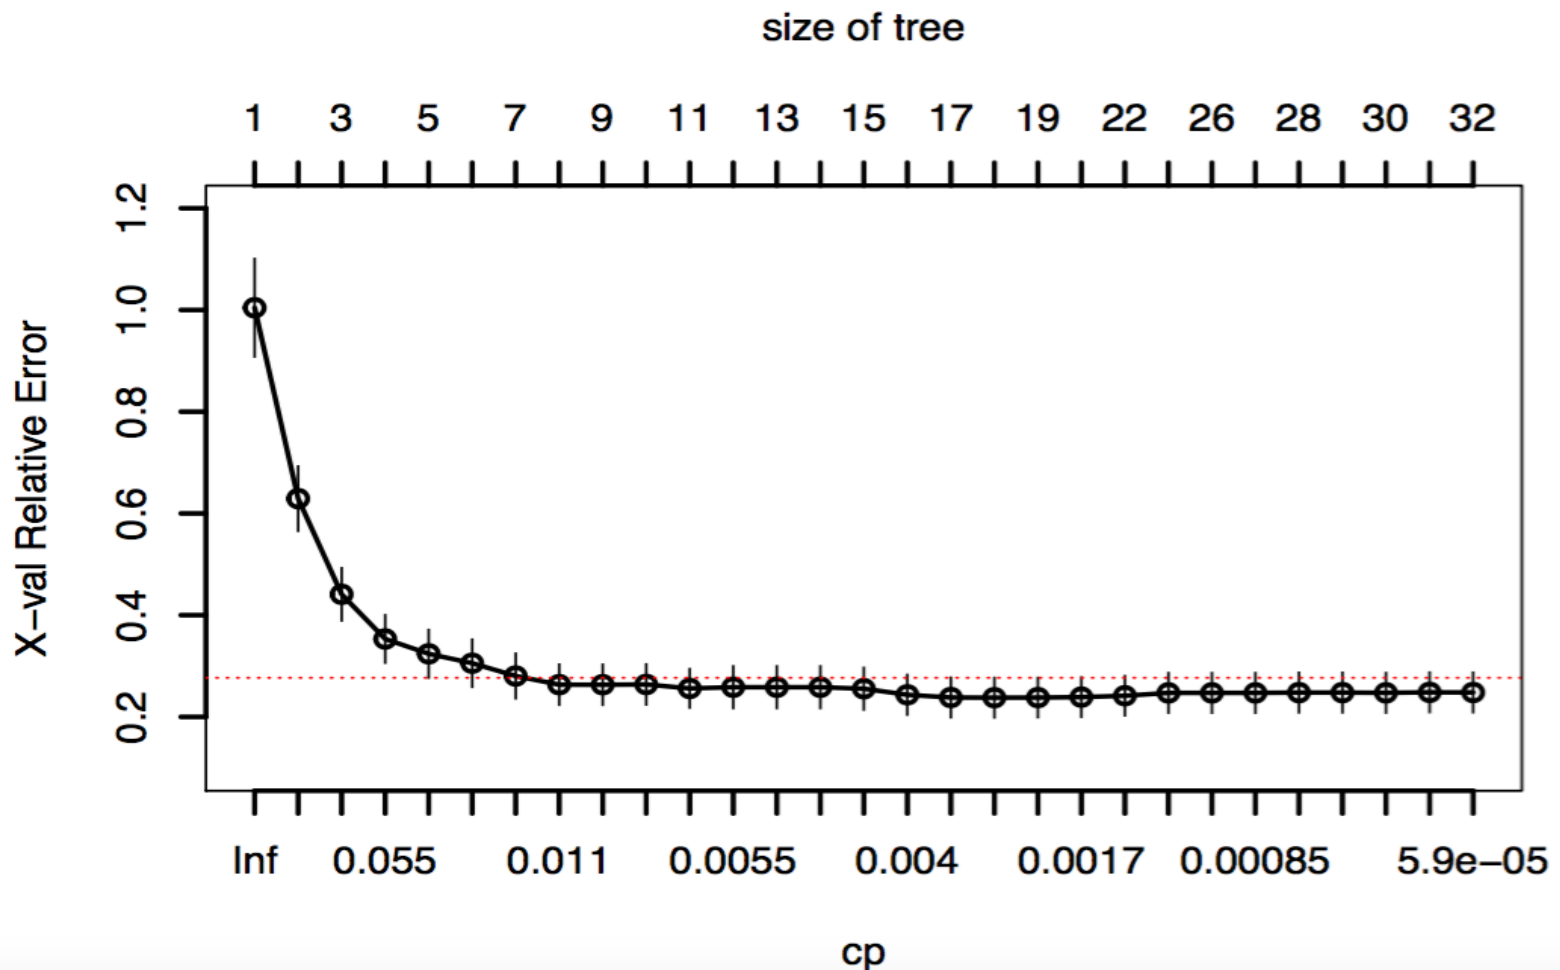 size of tree
1 3 5 7 9 11 13 15 17 19 22 26 28 30 32
X−val Relative Error
1.2
1.0
0.8
0.6
0.4
0.2
Inf 0.055 0.011 0.0055 0.004 0.0017 0.00085 5.9e−05
cp